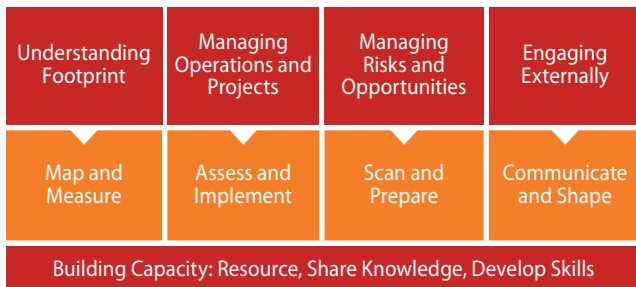 Understanding
Footprint
Managing
Operations and
Projects
Managing
Risks and
Opportunities
Engaging
Externally
Map and
Measure
Assess and
Implement
Scan and
Prepare
Communicate
and Shape
Building Capacity: Resource, Share Knowledge, Develop Skills